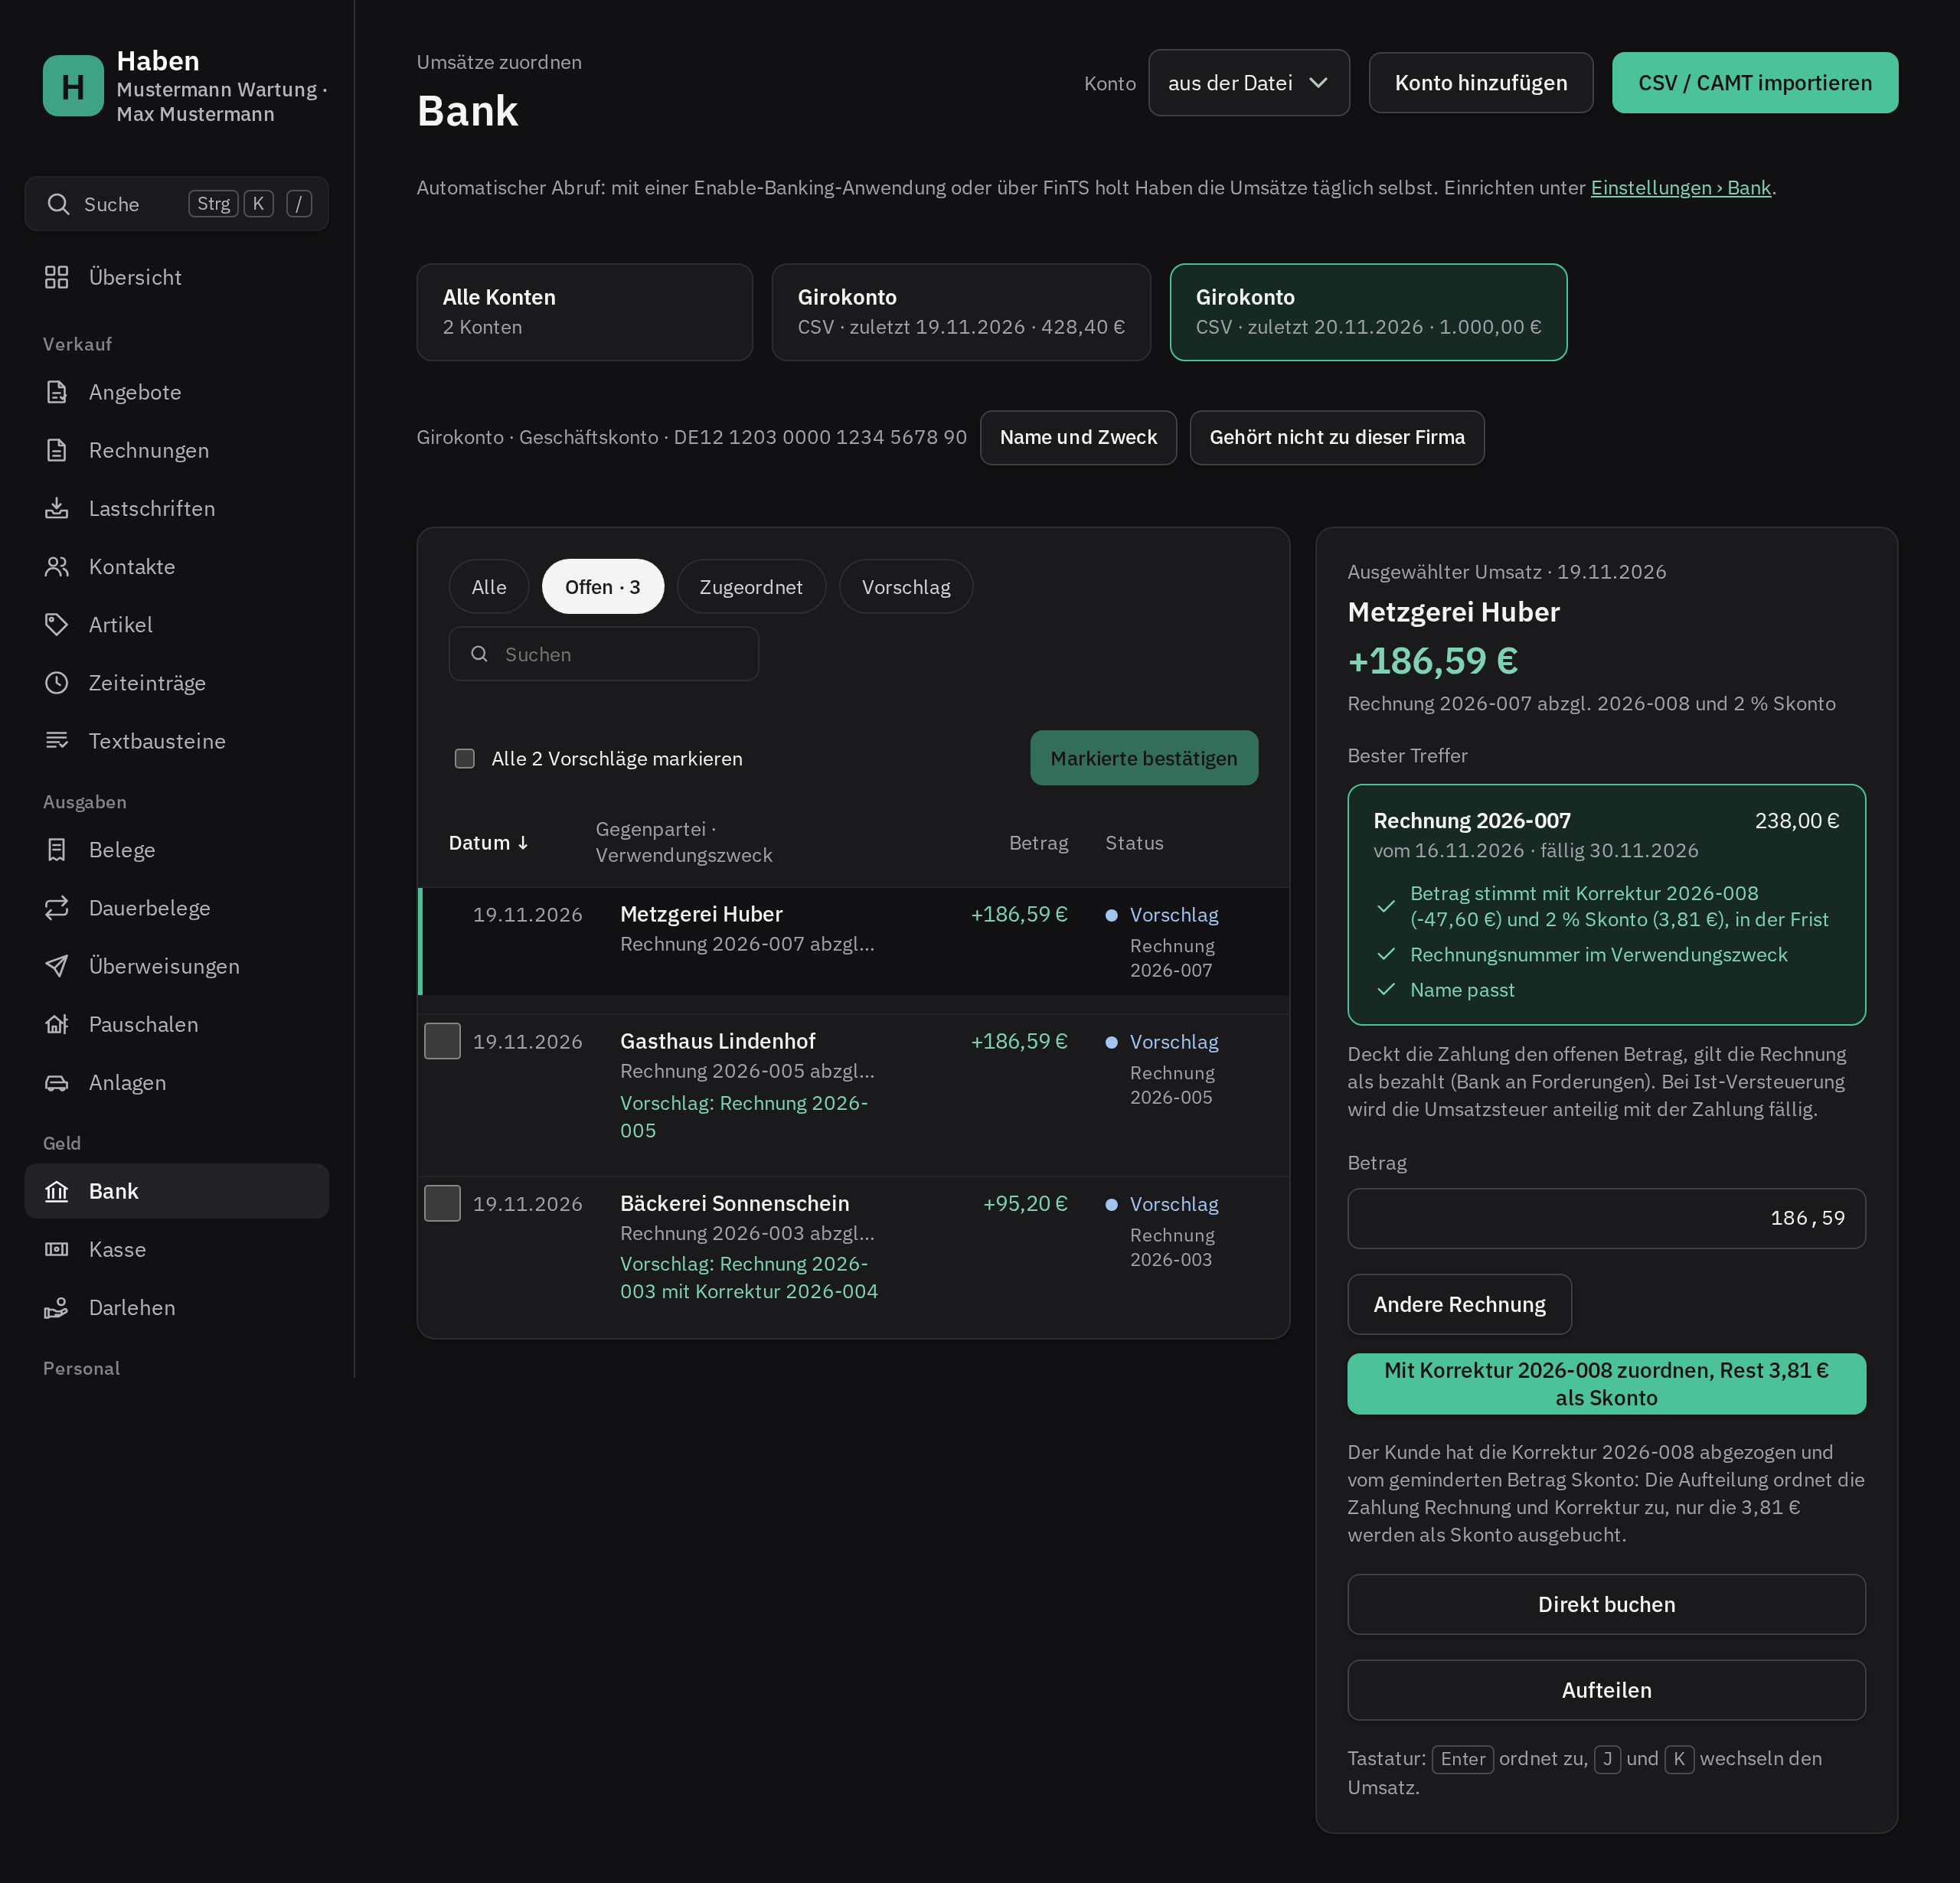 H
Haben
Mustermann Wartung ·
Max Mustermann
Suche Strg K /
Übersicht
Verkauf
Angebote
Rechnungen
Lastschriften
Kontakte
Artikel
Zeiteinträge
Textbausteine
Ausgaben
Belege
Dauerbelege
Überweisungen
Pauschalen
Anlagen
Geld
Bank
Kasse
Darlehen
Personal
Umsätze zuordnen
Bank
Konto aus der Datei Konto hinzufügen CSV / CAMT importieren
Automatischer Abruf: mit einer Enable-Banking-Anwendung oder über FinTS holt Haben die Umsätze täglich selbst. Einrichten unter Einstellungen › Bank.
Alle Konten
2 Konten
Girokonto
CSV · zuletzt 19.11.2026 · 428,40 €
Girokonto
CSV · zuletzt 20.11.2026 · 1.000,00 €
Girokonto · Geschäftskonto · DE12 1203 0000 1234 5678 90 Name und Zweck Gehört nicht zu dieser Firma
Alle Offen · 3 Zugeordnet Vorschlag
Suchen
Alle 2 Vorschläge markieren Markierte bestätigen
Datum ↓ Gegenpartei · Verwendungszweck Betrag Status
19.11.2026 Metzgerei Huber +186,59 € Vorschlag
Rechnung 2026-007 abzgl... Rechnung
2026-007
19.11.2026 Gasthaus Lindenhof +186,59 € Vorschlag
Rechnung 2026-005 abzgl... Rechnung
Vorschlag: Rechnung 2026- 2026-005
005
19.11.2026 Bäckerei Sonnenschein +95,20 € Vorschlag
Rechnung 2026-003 abzgl... Rechnung
Vorschlag: Rechnung 2026- 2026-003
003 mit Korrektur 2026-004
Ausgewählter Umsatz · 19.11.2026
Metzgerei Huber
+186,59 €
Rechnung 2026-007 abzgl. 2026-008 und 2 % Skonto
Bester Treffer
Rechnung 2026-007 238,00 €
vom 16.11.2026 · fällig 30.11.2026
Betrag stimmt mit Korrektur 2026-008
(-47,60 €) und 2 % Skonto (3,81 €), in der Frist
Rechnungsnummer im Verwendungszweck
Name passt
Deckt die Zahlung den offenen Betrag, gilt die Rechnung
als bezahlt (Bank an Forderungen). Bei Ist-Versteuerung
wird die Umsatzsteuer anteilig mit der Zahlung fällig.
Betrag
186,59
Andere Rechnung
Mit Korrektur 2026-008 zuordnen, Rest 3,81 €
als Skonto
Der Kunde hat die Korrektur 2026-008 abgezogen und
vom geminderten Betrag Skonto: Die Aufteilung ordnet die
Zahlung Rechnung und Korrektur zu, nur die 3,81 €
werden als Skonto ausgebucht.
Direkt buchen
Aufteilen
Tastatur: Enter ordnet zu, J und K wechseln den
Umsatz.